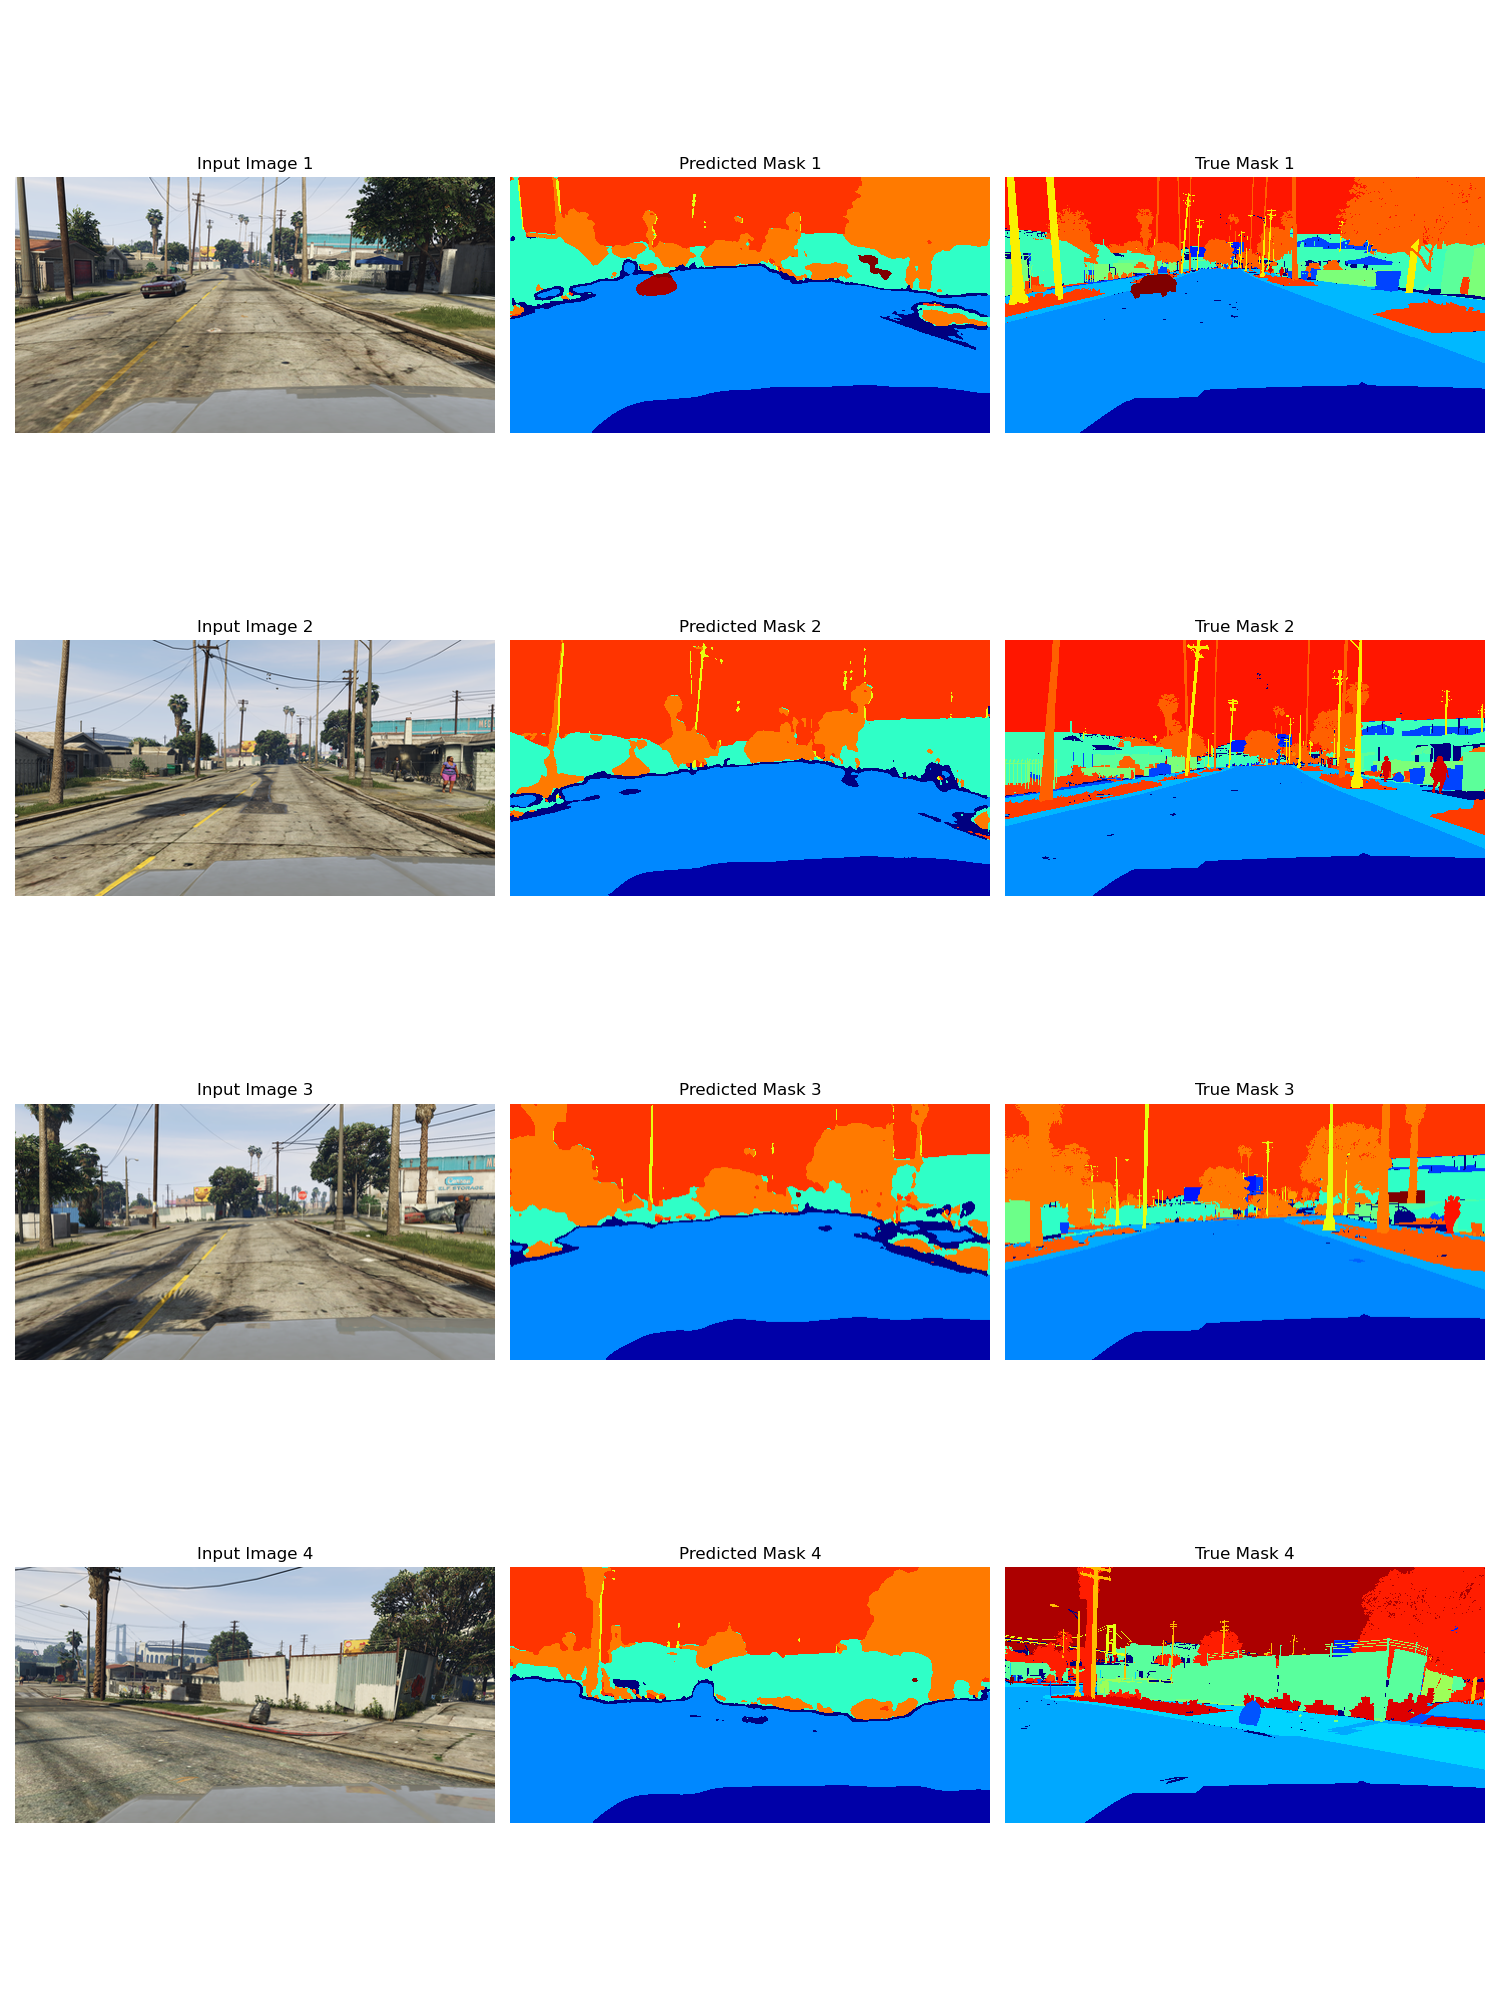 Input Image 1
Predicted Mask 1
True Mask 1
Input Image 2
Predicted Mask 2
True Mask 2
Input Image 3
Predicted Mask 3
True Mask 3
Input Image 4
Predicted Mask 4
True Mask 4